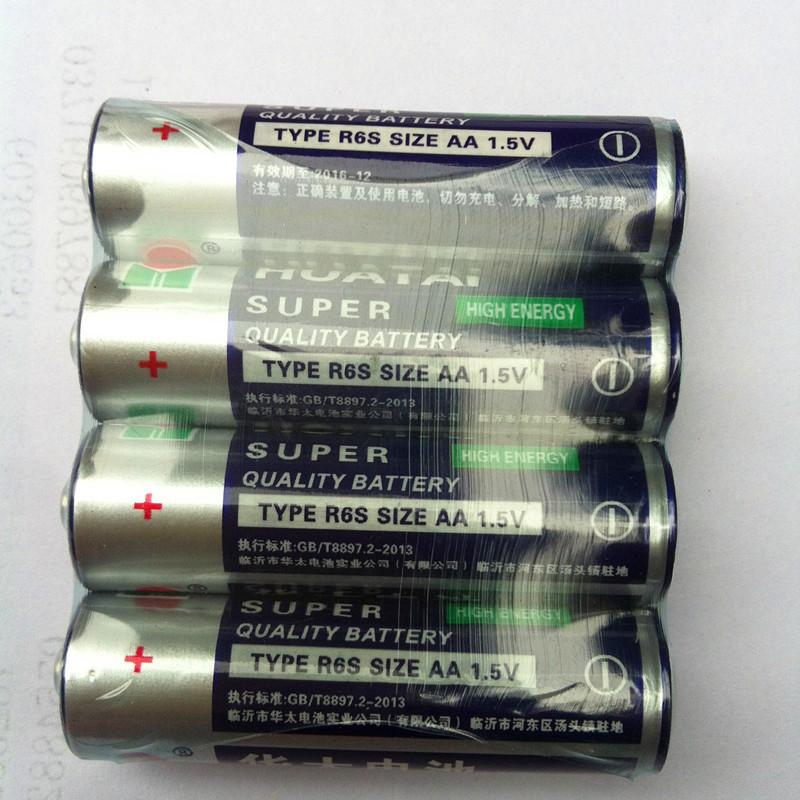 SUPER
QUALITY BATTERY
TYPE R6S SIZE AA 1.5V
有效期至:2016-12
注意：正确装置及使用电池，切勿充电、分解、加热和短路。
®
HUATAI
SUPER HIGH ENERGY
QUALITY BATTERY
TYPE R6S SIZE AA 1.5V
执行标准:GB/T8897.2-2013
临沂市华太电池实业公司（有限公司） 临沂市河东区汤头镇驻地
SUPER HIGH ENERGY
QUALITY BATTERY
TYPE R6S SIZE AA 1.5V
执行标准:GB/T8897.2-2013
临沂市华太电池实业公司（有限公司） 临沂市河东区汤头镇驻地
SUPER HIGH ENERGY
QUALITY BATTERY
TYPE R6S SIZE AA 1.5V
执行标准:GB/T8897.2-2013
临沂市华太电池实业公司（有限公司） 临沂市河东区汤头镇驻地
华太电池